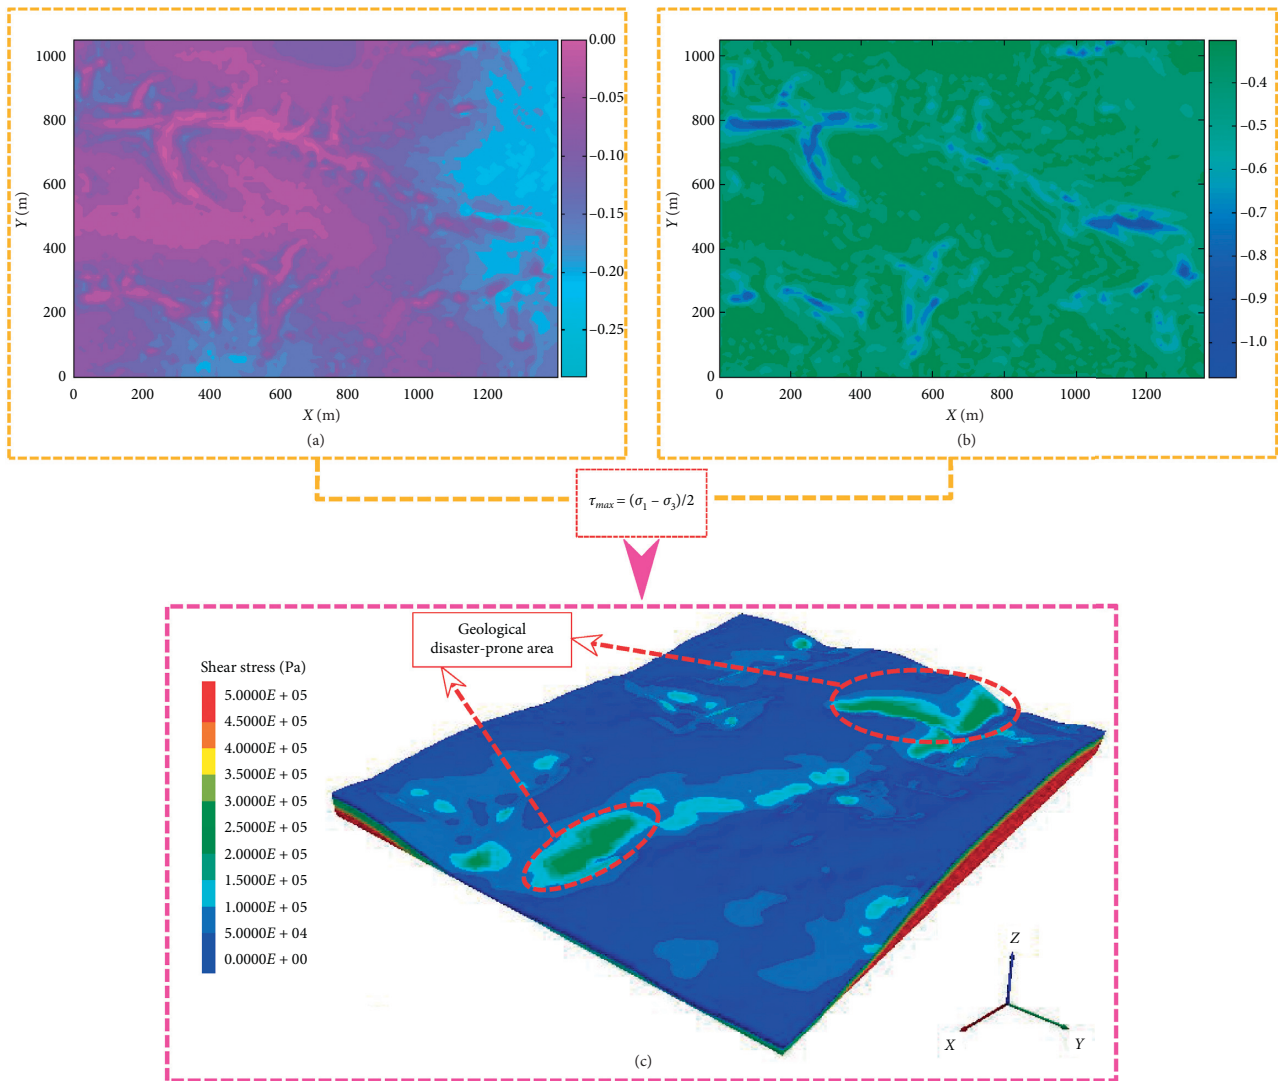 1000
800
600
400
200
0
Y (m)
0 200 400 600 800 1000 1200
X (m)
0.00
–0.05
–0.10
–0.15
–0.20
–0.25
(a)
1000
800
600
400
200
0
Y (m)
0 200 400 600 800 1000 1200
X (m)
–0.4
–0.5
–0.6
–0.7
–0.8
–0.9
–1.0
(b)
τmax = (σ1 – σ3)/2
Geological
disaster-prone area
Shear stress (Pa)
5.0000E + 05
4.5000E + 05
4.0000E + 05
3.5000E + 05
3.0000E + 05
2.5000E + 05
2.0000E + 05
1.5000E + 05
1.0000E + 05
5.0000E + 04
0.0000E + 00
Z
X
Y
(c)